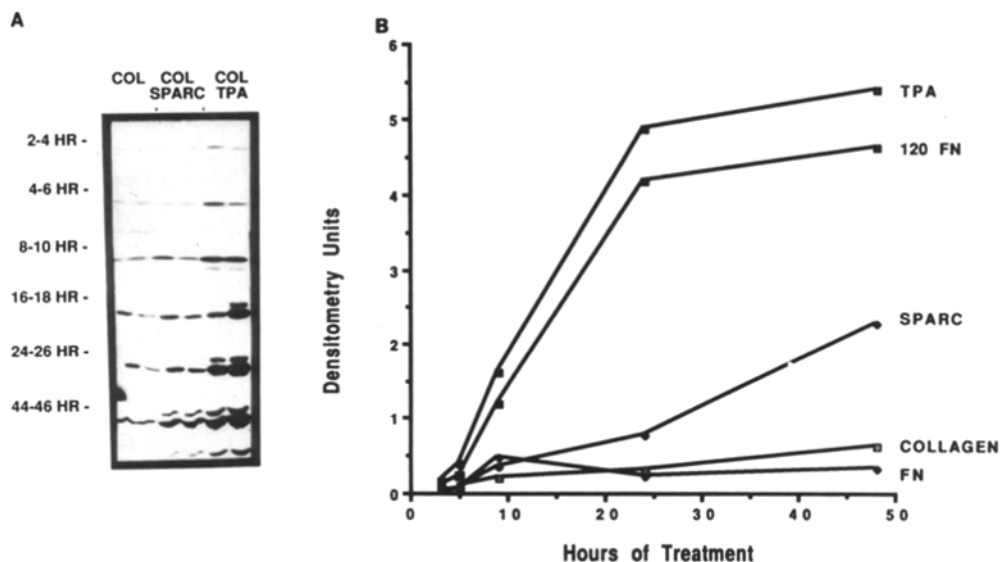 A
COL COL COL
SPARC TPA
2-4 HR -
4-6 HR -
8-10 HR -
16-18 HR -
24-26 HR -
44-46 HR -
B
6
5
4
3
2
1
0
Densitometry Units
0 10 20 30 40 50
Hours of Treatment
TPA
120 FN
SPARC
COLLAGEN
FN